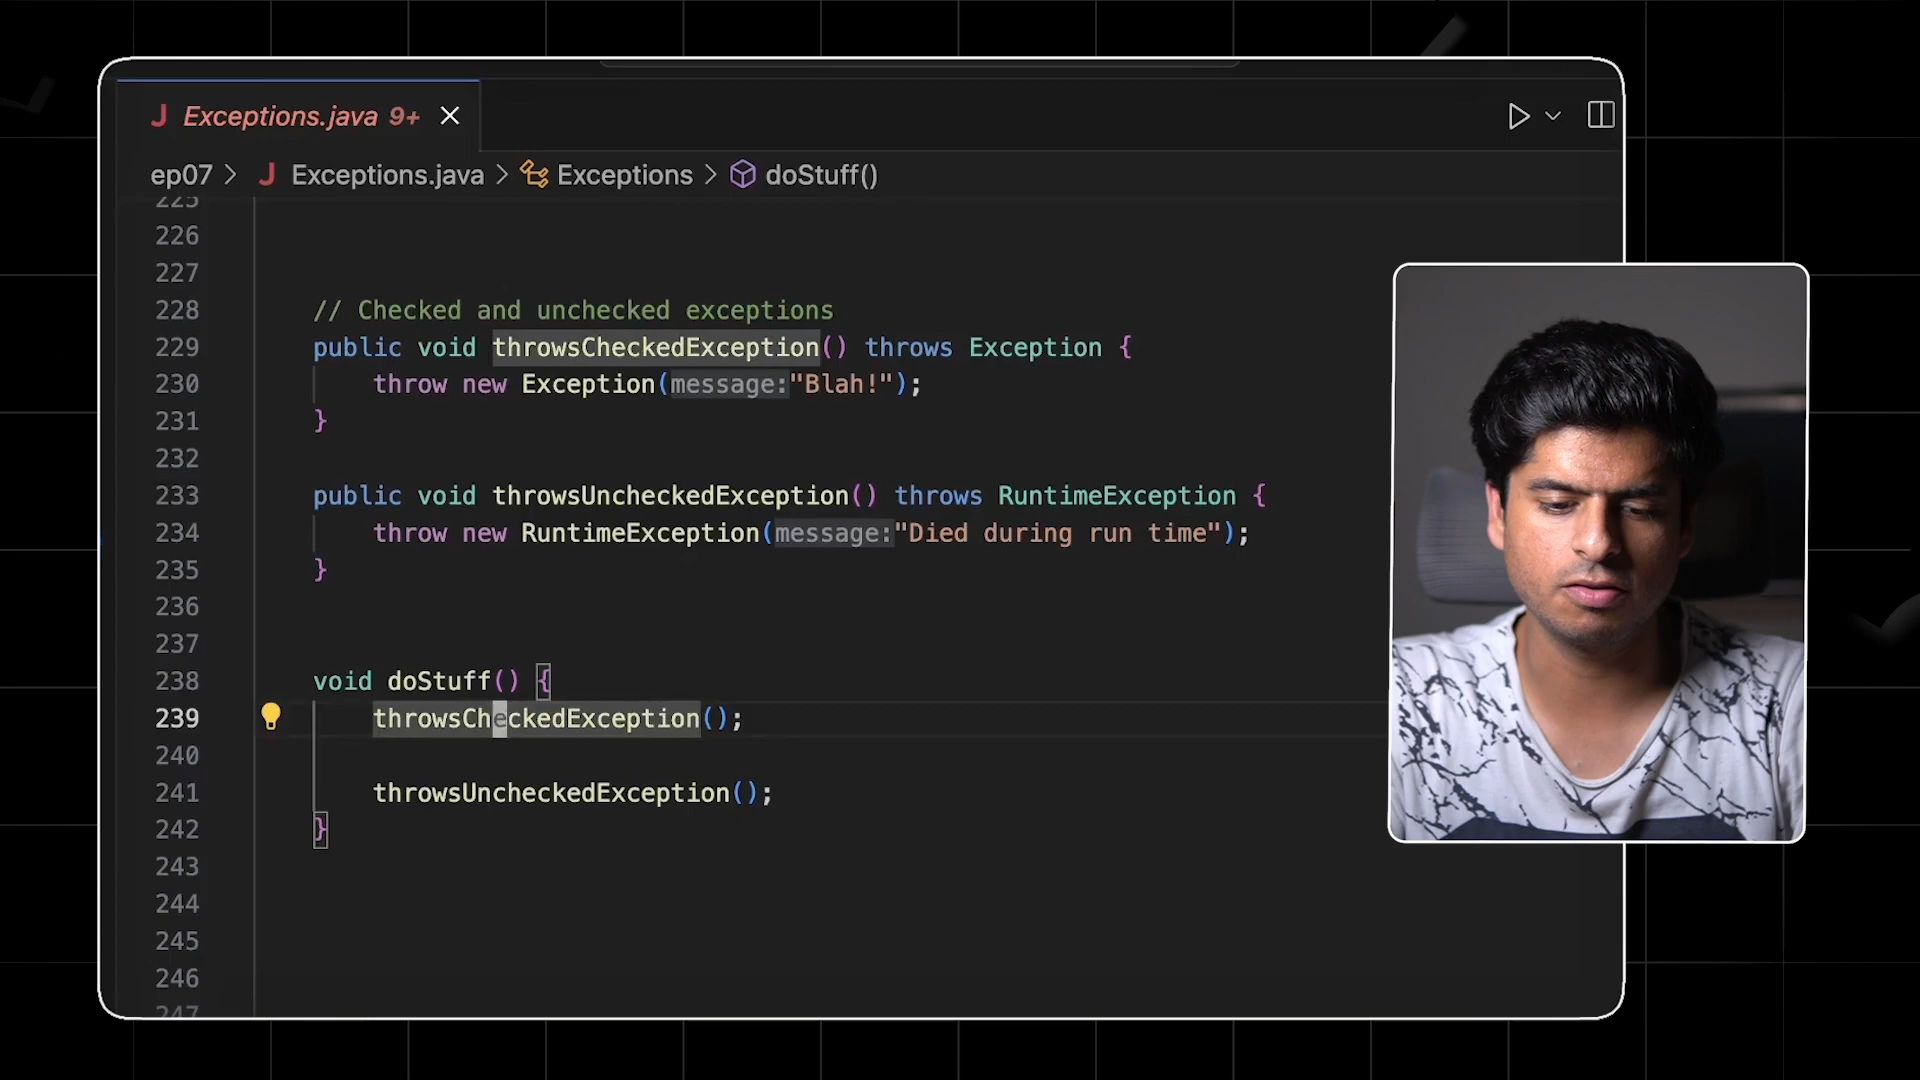 J Exceptions.java 9+
ep07 > J Exceptions.java > Exceptions > doStuff()
225
226
227
228 // Checked and unchecked exceptions
229 public void throwsCheckedException() throws Exception {
230 throw new Exception(message:"Blah!");
231 }
232
233 public void throwsUncheckedException() throws RuntimeException {
234 throw new RuntimeException(message:"Died during run time");
235 }
236
237
238 void doStuff() {
239 throwsCheckedException();
240
241 throwsUncheckedException();
242 }
243
244
245
246
247